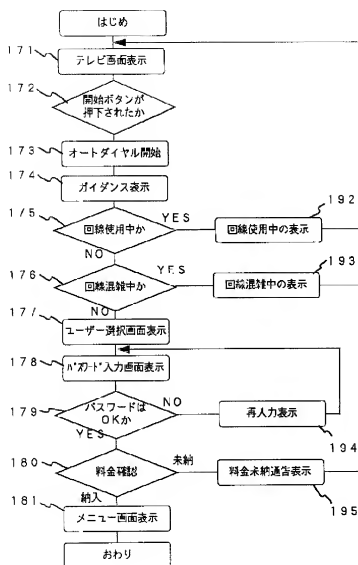 はじめ
171
テレビ画面表示
172
開始ボタンが
押下されたか
173
オートダイヤル開始
174
ガイダンス表示
175
回線使用中か
YES
192
回線使用中の表示
NO
176
回線混雑中か
YES
193
回線混雑中の表示
NO
177
ユーザー選択画面表示
178
パスワード入力画面表示
179
パスワードは
OKか
NO
再入力表示
194
YES
180
料金確認
未納
料金未納通告表示
195
納入
181
メニュー画面表示
おわり